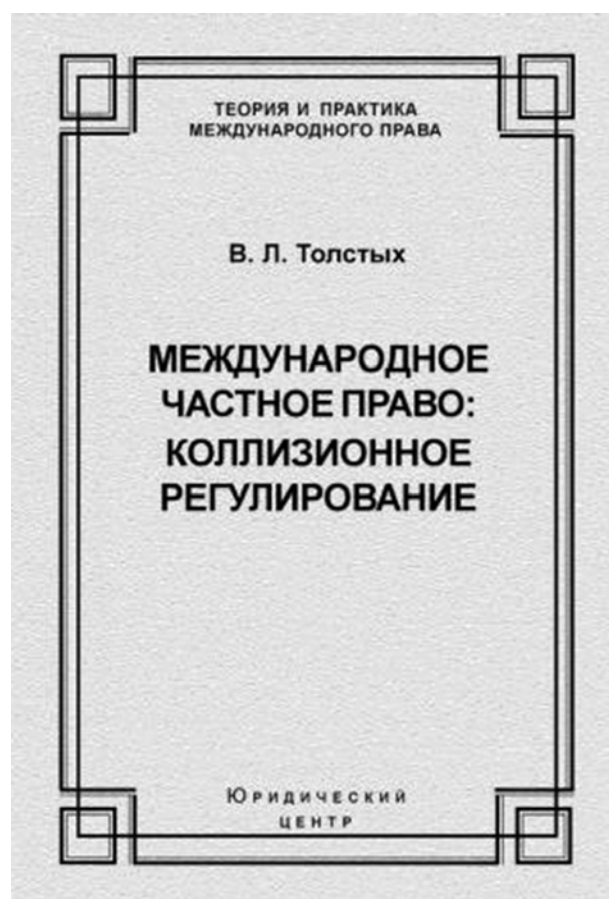 ТЕОРИЯ И ПРАКТИКА
МЕЖДУНАРОДНОГО ПРАВА
В. Л. Толстых
МЕЖДУНАРОДНОЕ
ЧАСТНОЕ ПРАВО:
КОЛЛИЗИОННОЕ
РЕГУЛИРОВАНИЕ
ЮРИДИЧЕСКИЙ
ЦЕНТР